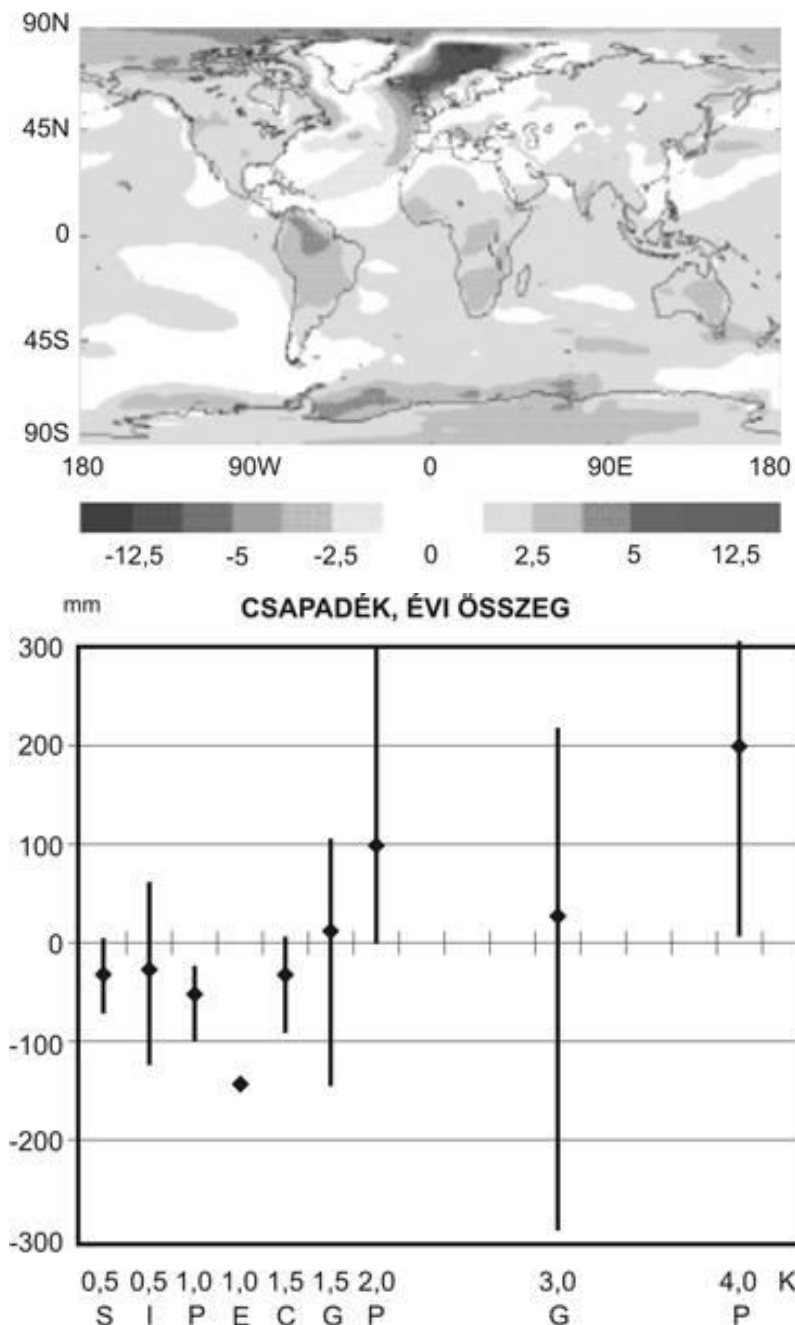 90N
45N
0
45S
90S
180 90W 0 90E 180
-12,5 -5 -2,5 0 2,5 5 12,5
mm CSAPADÉK, ÉVI ÖSSZEG
300
200
100
0
-100
-200
-300
0,5 0,5 1,0 1,0 1,5 1,5 2,0 3,0 4,0 K
S I P E C G P G P